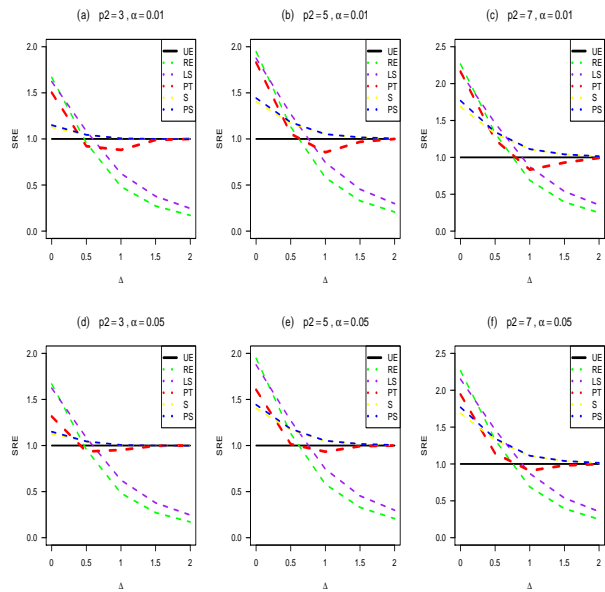 (a) p2 = 3 , α = 0.01
SRE
2.0
1.5
1.0
0.5
0.0
UE
RE
LS
PT
S
PS
0 0.5 1 1.5 2
Δ
(b) p2 = 5 , α = 0.01
SRE
2.0
1.5
1.0
0.5
0.0
UE
RE
LS
PT
S
PS
0 0.5 1 1.5 2
Δ
(c) p2 = 7 , α = 0.01
SRE
2.5
2.0
1.5
1.0
0.5
0.0
UE
RE
LS
PT
S
PS
0 0.5 1 1.5 2
Δ
(d) p2 = 3 , α = 0.05
SRE
2.0
1.5
1.0
0.5
0.0
UE
RE
LS
PT
S
PS
0 0.5 1 1.5 2
Δ
(e) p2 = 5 , α = 0.05
SRE
2.0
1.5
1.0
0.5
0.0
UE
RE
LS
PT
S
PS
0 0.5 1 1.5 2
Δ
(f) p2 = 7 , α = 0.05
SRE
2.5
2.0
1.5
1.0
0.5
0.0
UE
RE
LS
PT
S
PS
0 0.5 1 1.5 2
Δ